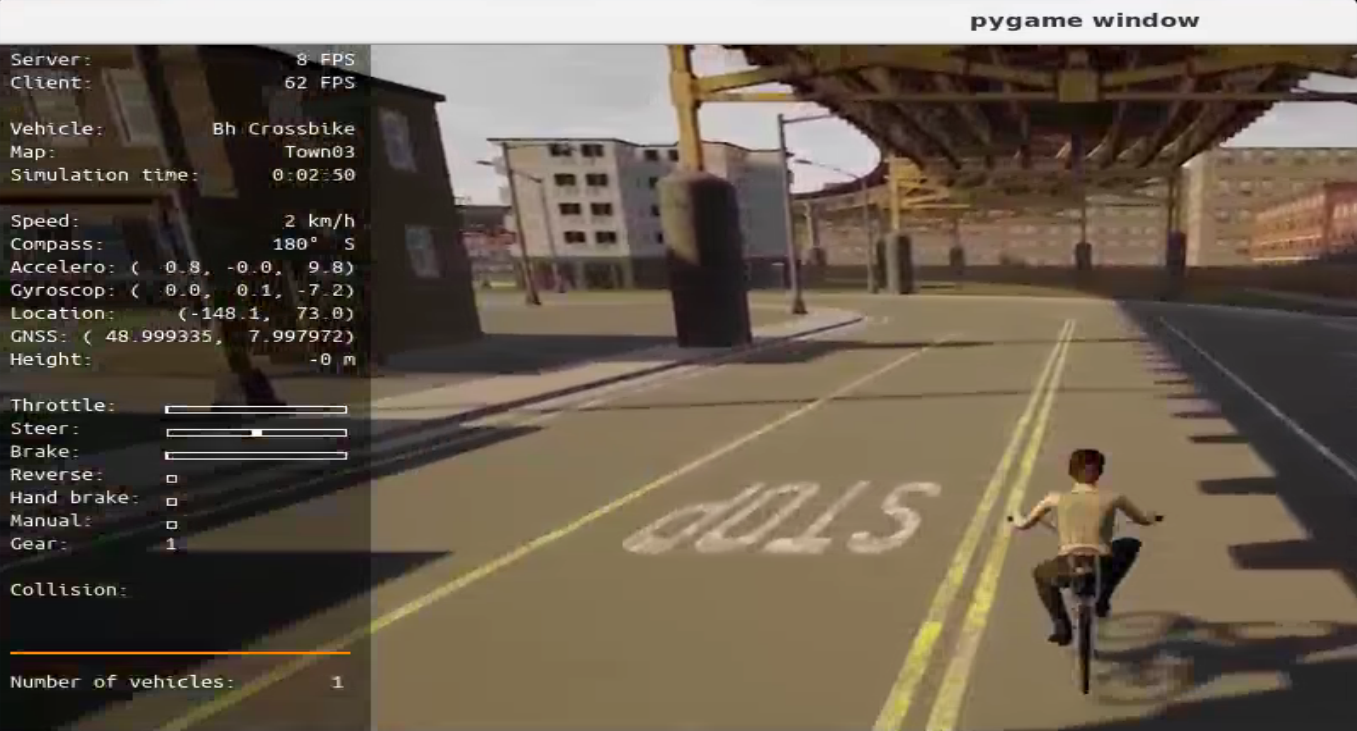 pygame window
Server: 8 FPS
Client: 62 FPS
Vehicle: Bh Crossbike
Map: Town03
Simulation time: 0:02:50
Speed: 2 km/h
Compass: 180° S
Accelero: ( 0.8, -0.0, 9.8)
Gyroscop: ( 0.0, 0.1, -7.2)
Location: (-148.1, 73.0)
GNSS: ( 48.999335, 7.997972)
Height: -0 m
Throttle:
Steer:
Brake:
Reverse:
Hand brake:
Manual:
Gear: 1
Collision:
Number of vehicles: 1
STOP